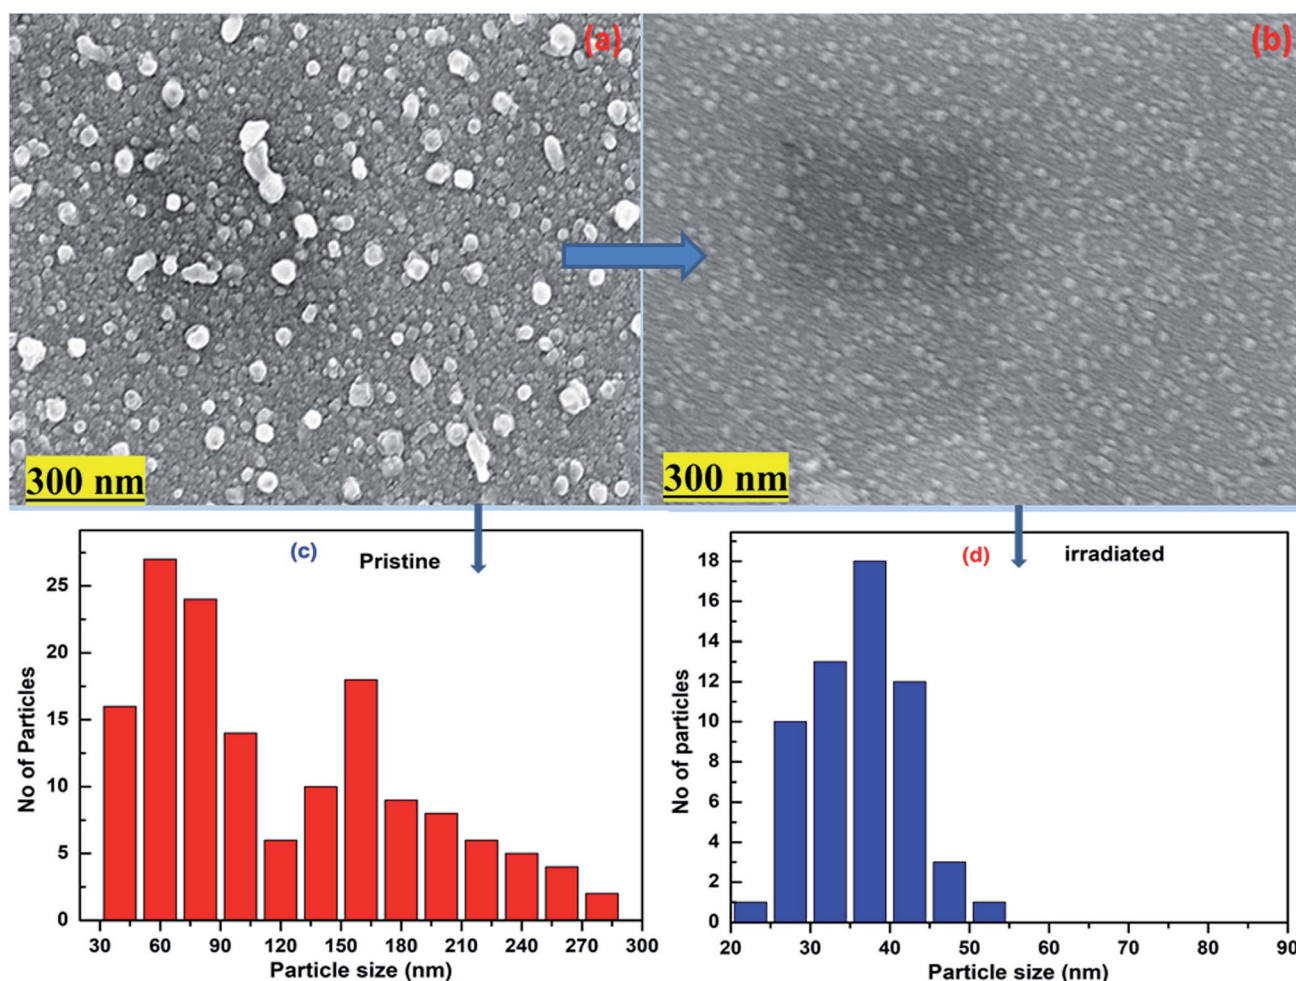 (a)
(b)
300 nm
300 nm
(c)
Pristine
25
20
15
10
5
0
No of Particles
30 60 90 120 150 180 210 240 270 300
Particle size (nm)
(d)
irradiated
18
16
14
12
10
8
6
4
2
0
No of particles
20 30 40 50 60 70 80 90
Particle size (nm)